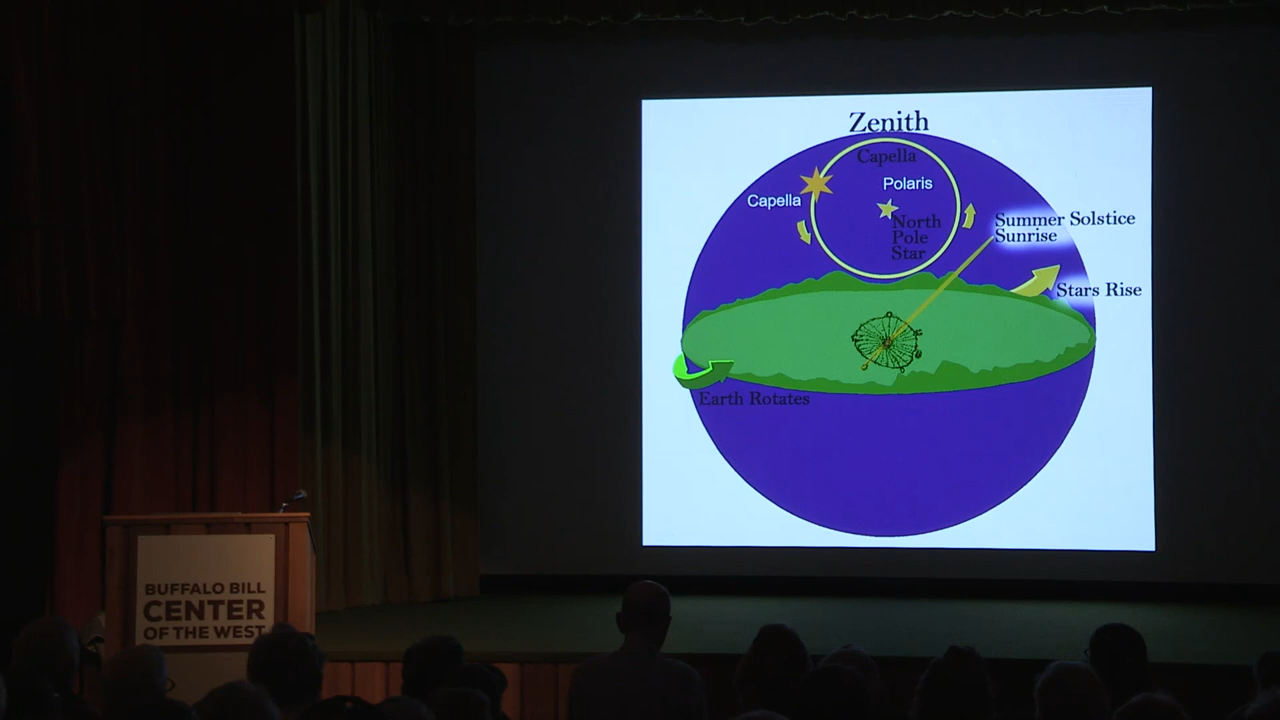 Zenith
Capella
Polaris
Capella
North
Pole
Star
Summer Solstice
Sunrise
Stars Rise
Earth Rotates
BUFFALO BILL
CENTER
OF THE WEST